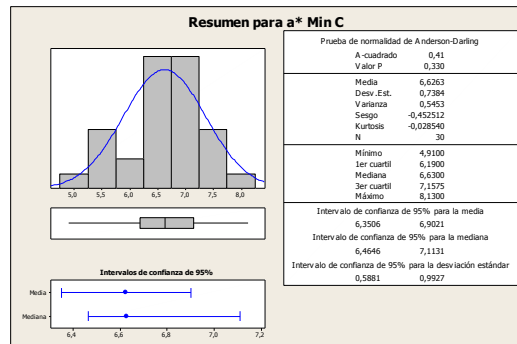 Resumen para a* Min C
5,0 5,5 6,0 6,5 7,0 7,5 8,0
Intervalos de confianza de 95%
Media
Mediana
6,4 6,6 6,8 7,0 7,2
Prueba de normalidad de Anderson-Darling
A-cuadrado 0,41
Valor P 0,330
Media 6,6263
Desv.Est. 0,7384
Varianza 0,5453
Sesgo -0,452512
Kurtosis -0,028540
N 30
Mínimo 4,9100
1er cuartil 6,1900
Mediana 6,6300
3er cuartil 7,1575
Máximo 8,1300
Intervalo de confianza de 95% para la media
6,3506 6,9021
Intervalo de confianza de 95% para la mediana
6,4646 7,1131
Intervalo de confianza de 95% para la desviación estándar
0,5881 0,9927